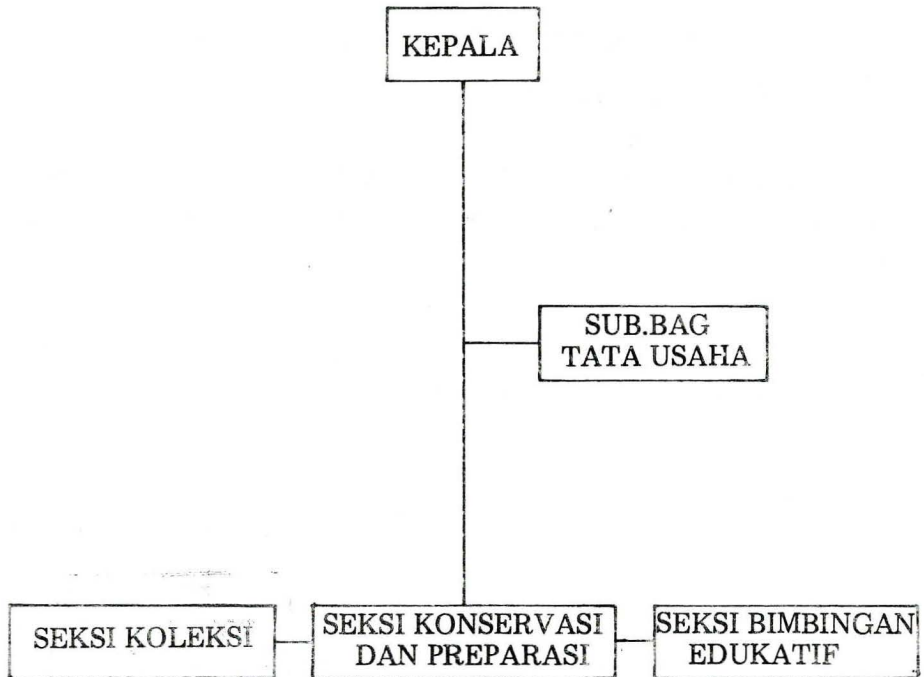 KEPALA
SUB.BAG
TATA USAHA
SEKSI KOLEKSI
SEKSI KONSERVASI
DAN PREPARASI
SEKSI BIMBINGAN
EDUKATIF